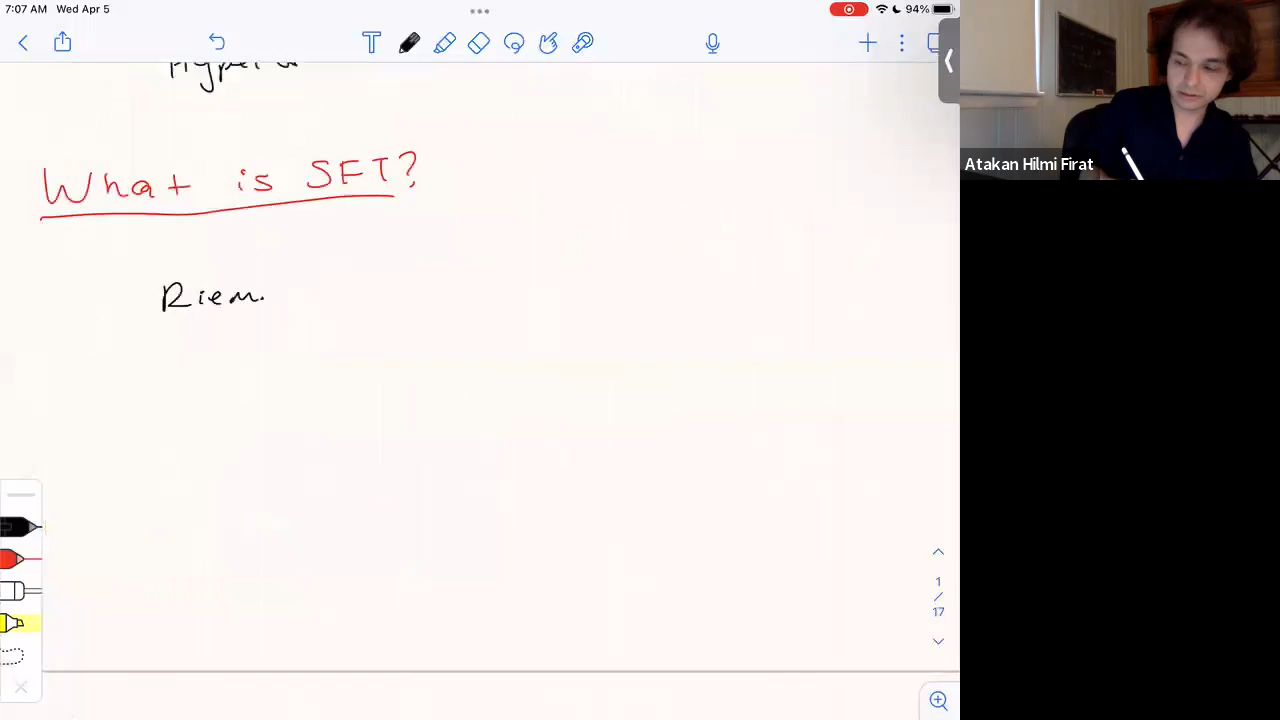 7:07 AM Wed Apr 5
94%
What is SFT?
Riem.
Atakan Hilmi Firat
1
/
17